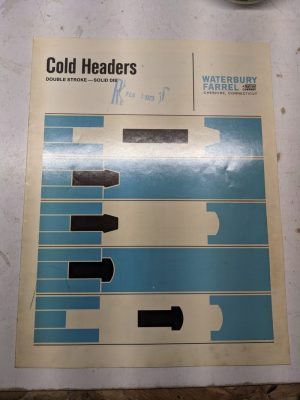 Cold Headers
DOUBLE STROKE—SOLID DIE
WATERBURY
FARREL
CHESHIRE, CONNECTICUT